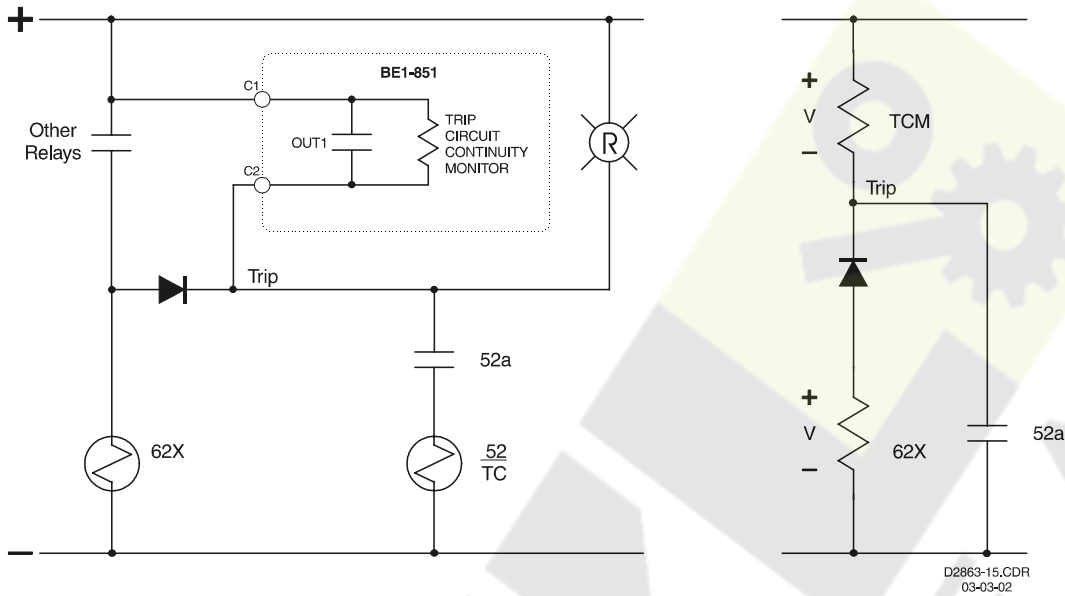 +
BE1-851
C1
Other
Relays
OUT1
TRIP
CIRCUIT
CONTINUITY
MONITOR
R
C2
Trip
52a
62X
52
TC
–
+
V
–
TCM
Trip
+
V
–
62X
52a
D2863-15.CDR
03-03-02